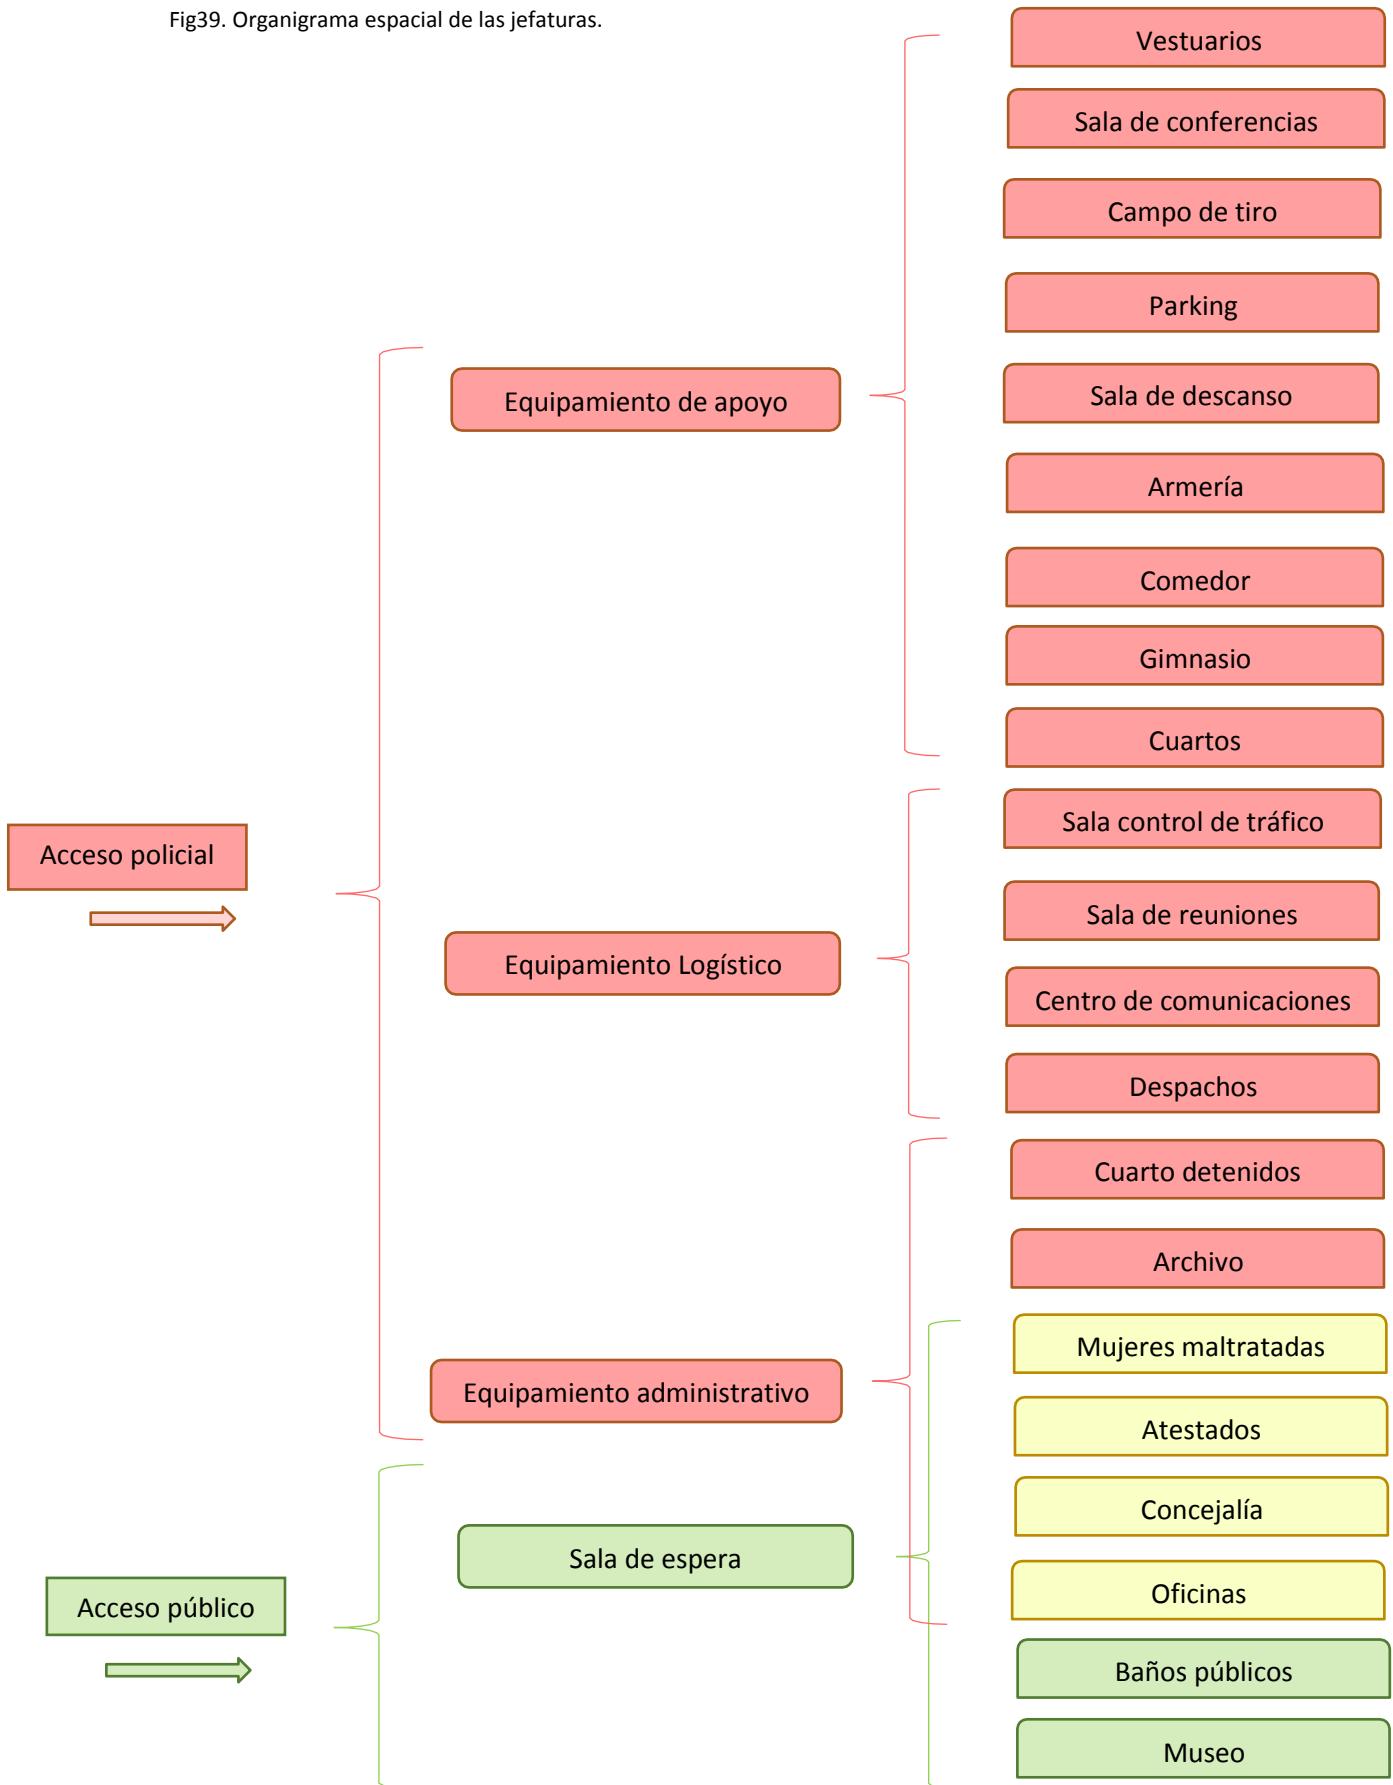 Fig39. Organigrama espacial de las jefaturas.
Vestuarios
Sala de conferencias
Campo de tiro
Parking
Equipamiento de apoyo
Sala de descanso
Armería
Comedor
Gimnasio
Cuartos
Sala control de tráfico
Acceso policial
Sala de reuniones
Equipamiento Logístico
Centro de comunicaciones
Despachos
Cuarto detenidos
Archivo
Mujeres maltratadas
Equipamiento administrativo
Atestados
Concejalía
Sala de espera
Oficinas
Acceso público
Baños públicos
Museo